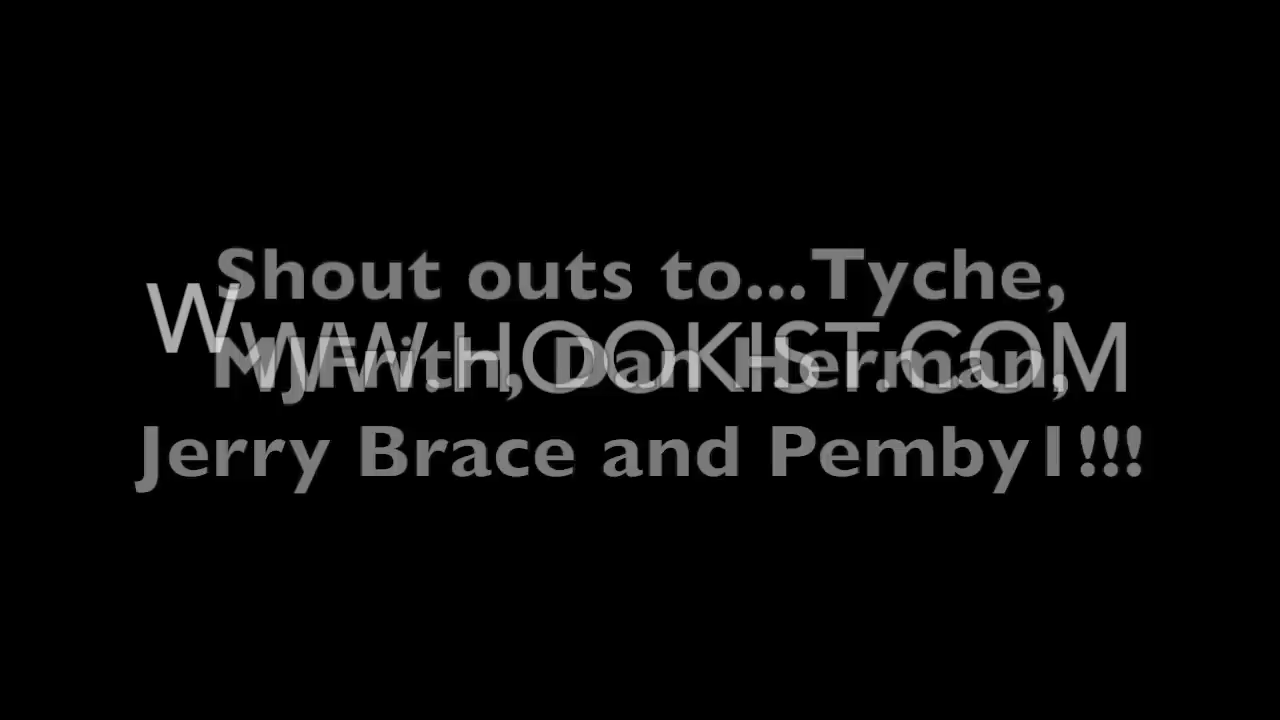 Shout outs to...Tyche,
MJFrith, Dan Herman,
Jerry Brace and Pemby1!!!
WWW.HOOKIST.COM